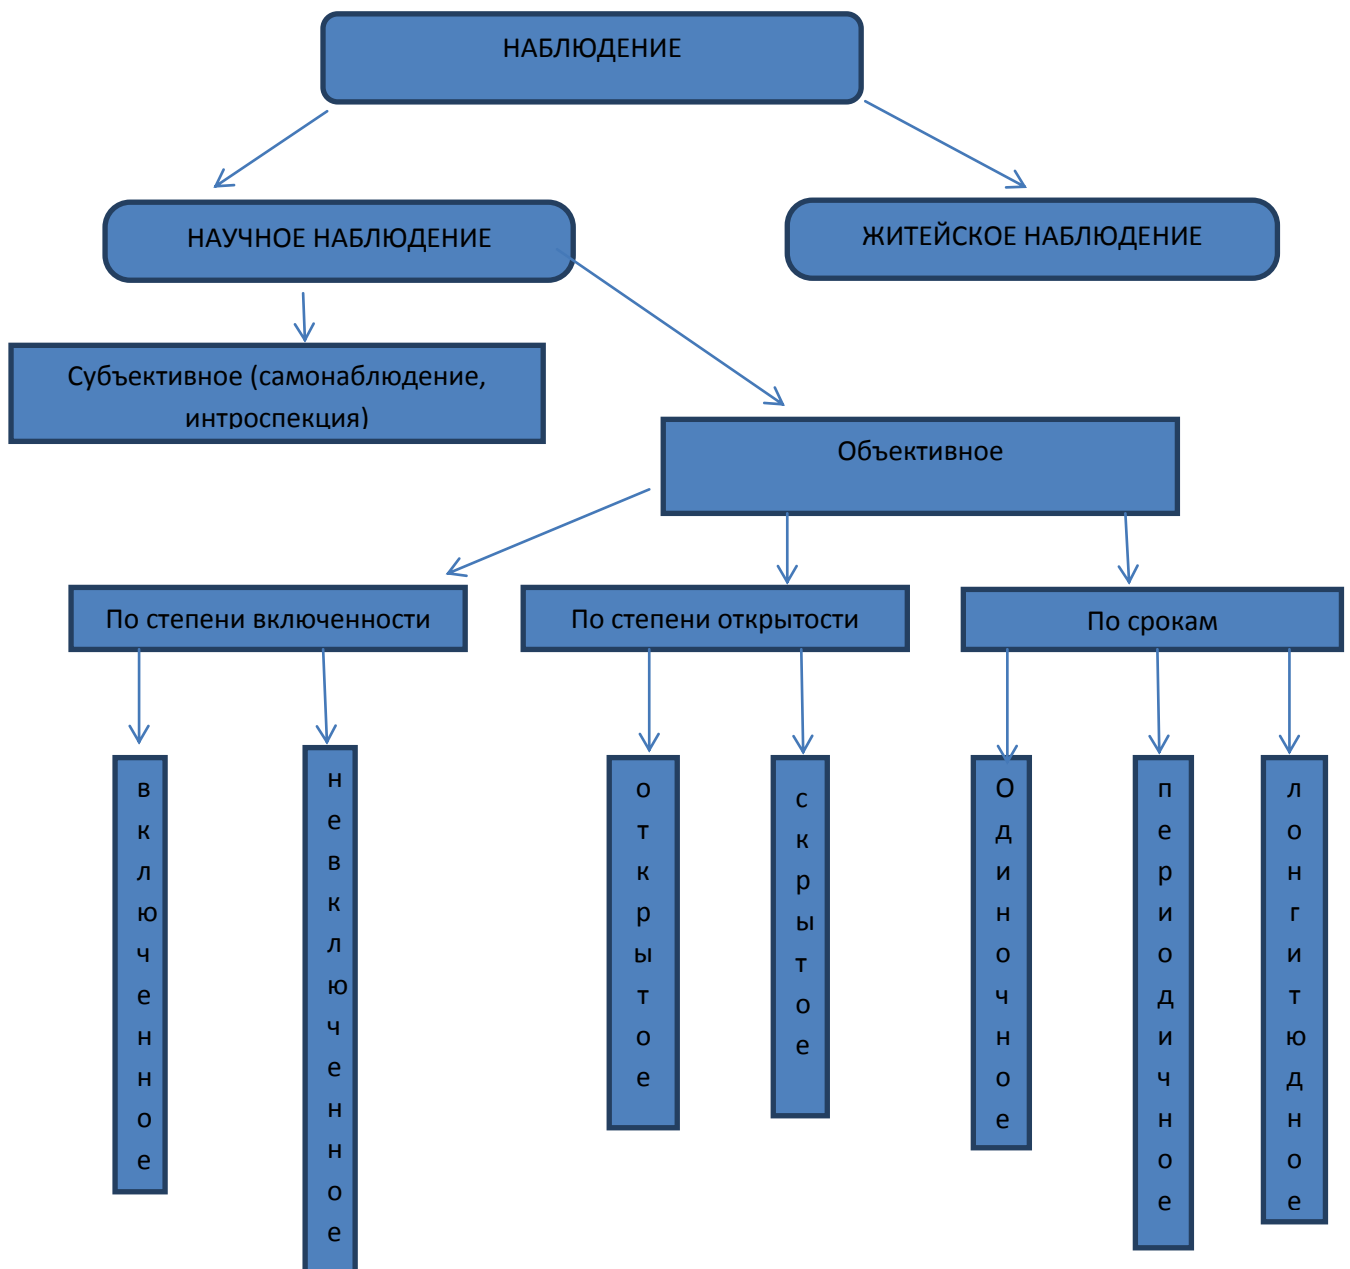 НАБЛЮДЕНИЕ
НАУЧНОЕ НАБЛЮДЕНИЕ
ЖИТЕЙСКОЕ НАБЛЮДЕНИЕ
Субъективное (самонаблюдение,
интроспекция)
Объективное
По степени включенности
По степени открытости
По срокам
включенное
невключенное
открытое
скрытое
Одиночное
периодичное
лонгитюдное